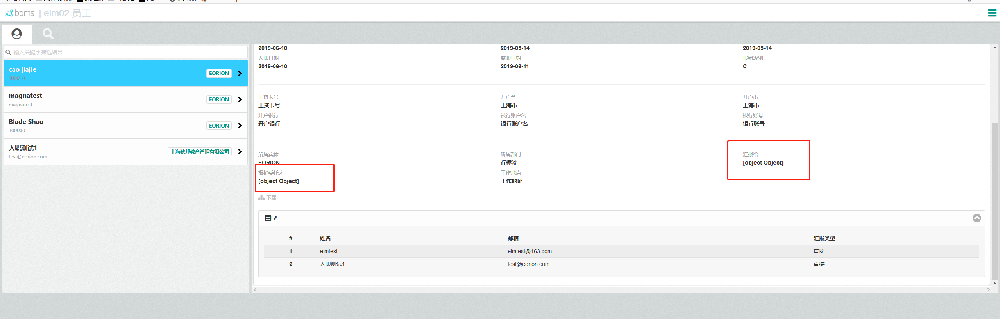 bpms | eim02 员工
输入关键字筛选结果...
cao jiajie
100010
EORION
magnatest
magnatest
EORION
Blade Shao
100000
EORION
入职测试1
test@eorion.com
上海狄邦教育管理有限公司
2019-06-10 2019-05-14 2019-05-14
入职日期 离职日期 报销级别
2019-06-10 2019-06-11 C
工资卡号 开户省 开户市
工资卡号 上海市 上海市
开户银行 银行账户名 银行账号
开户银行 银行账户名 银行账号
所属实体 所属部门 汇报给
EORION 行标签 [object Object]
报销委托人 工作地点
[object Object] 工作地址
下属
2
# 姓名 邮箱 汇报类型
1 eimtest eimtest@163.com 直接
2 入职测试1 test@eorion.com 直接